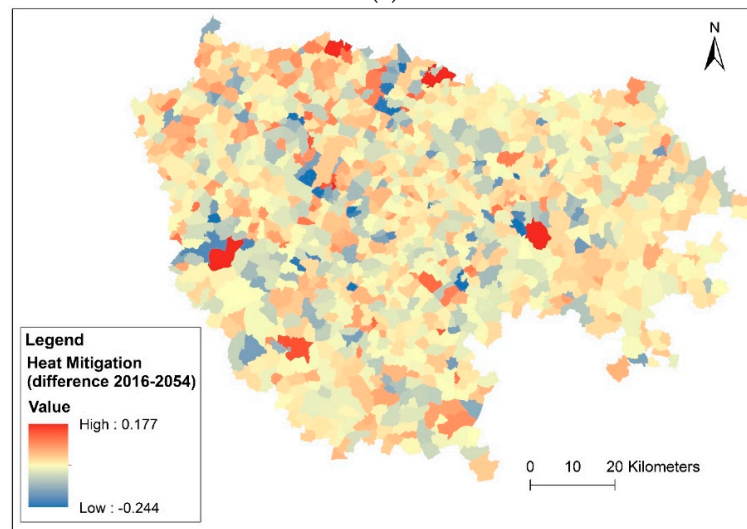 N
Legend
Heat Mitigation
(difference 2016-2054)
Value
High : 0.177
Low : -0.244
0 10 20 Kilometers